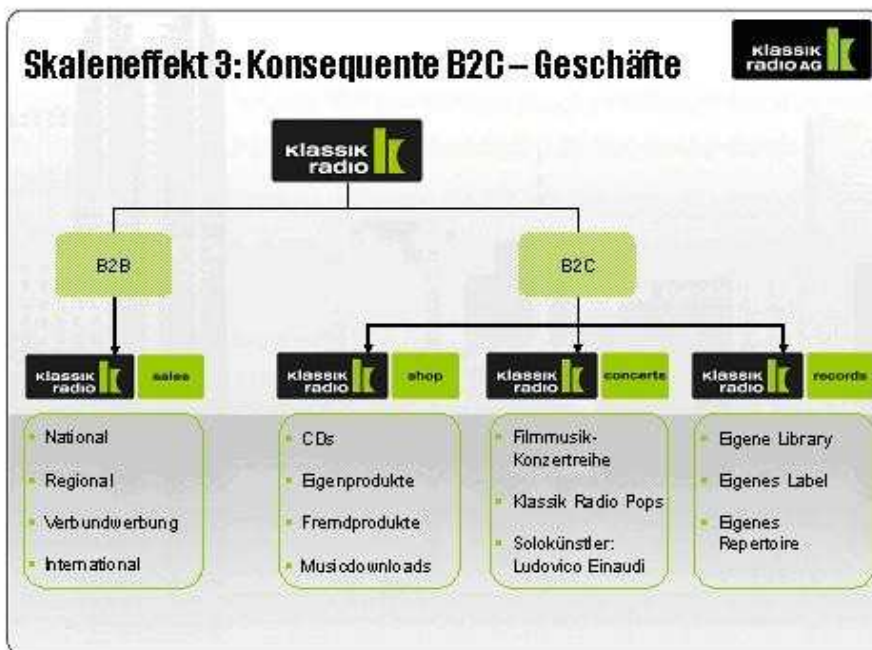 Skaleneffekt 3: Konsequente B2C – Geschäfte
klassik
radio AG
klassik
radio
B2B
B2C
klassik
radio
sales
klassik
radio
shop
klassik
radio
concerts
klassik
radio
records
National
Regional
Verbundwerbung
International
CDs
Eigenprodukte
Fremdprodukte
Musicdownloads
Filmmusik-
Konzertreihe
Klassik Radio Pops
Solokünstler:
Ludovico Einaudi
Eigene Library
Eigenes Label
Eigenes
Repertoire